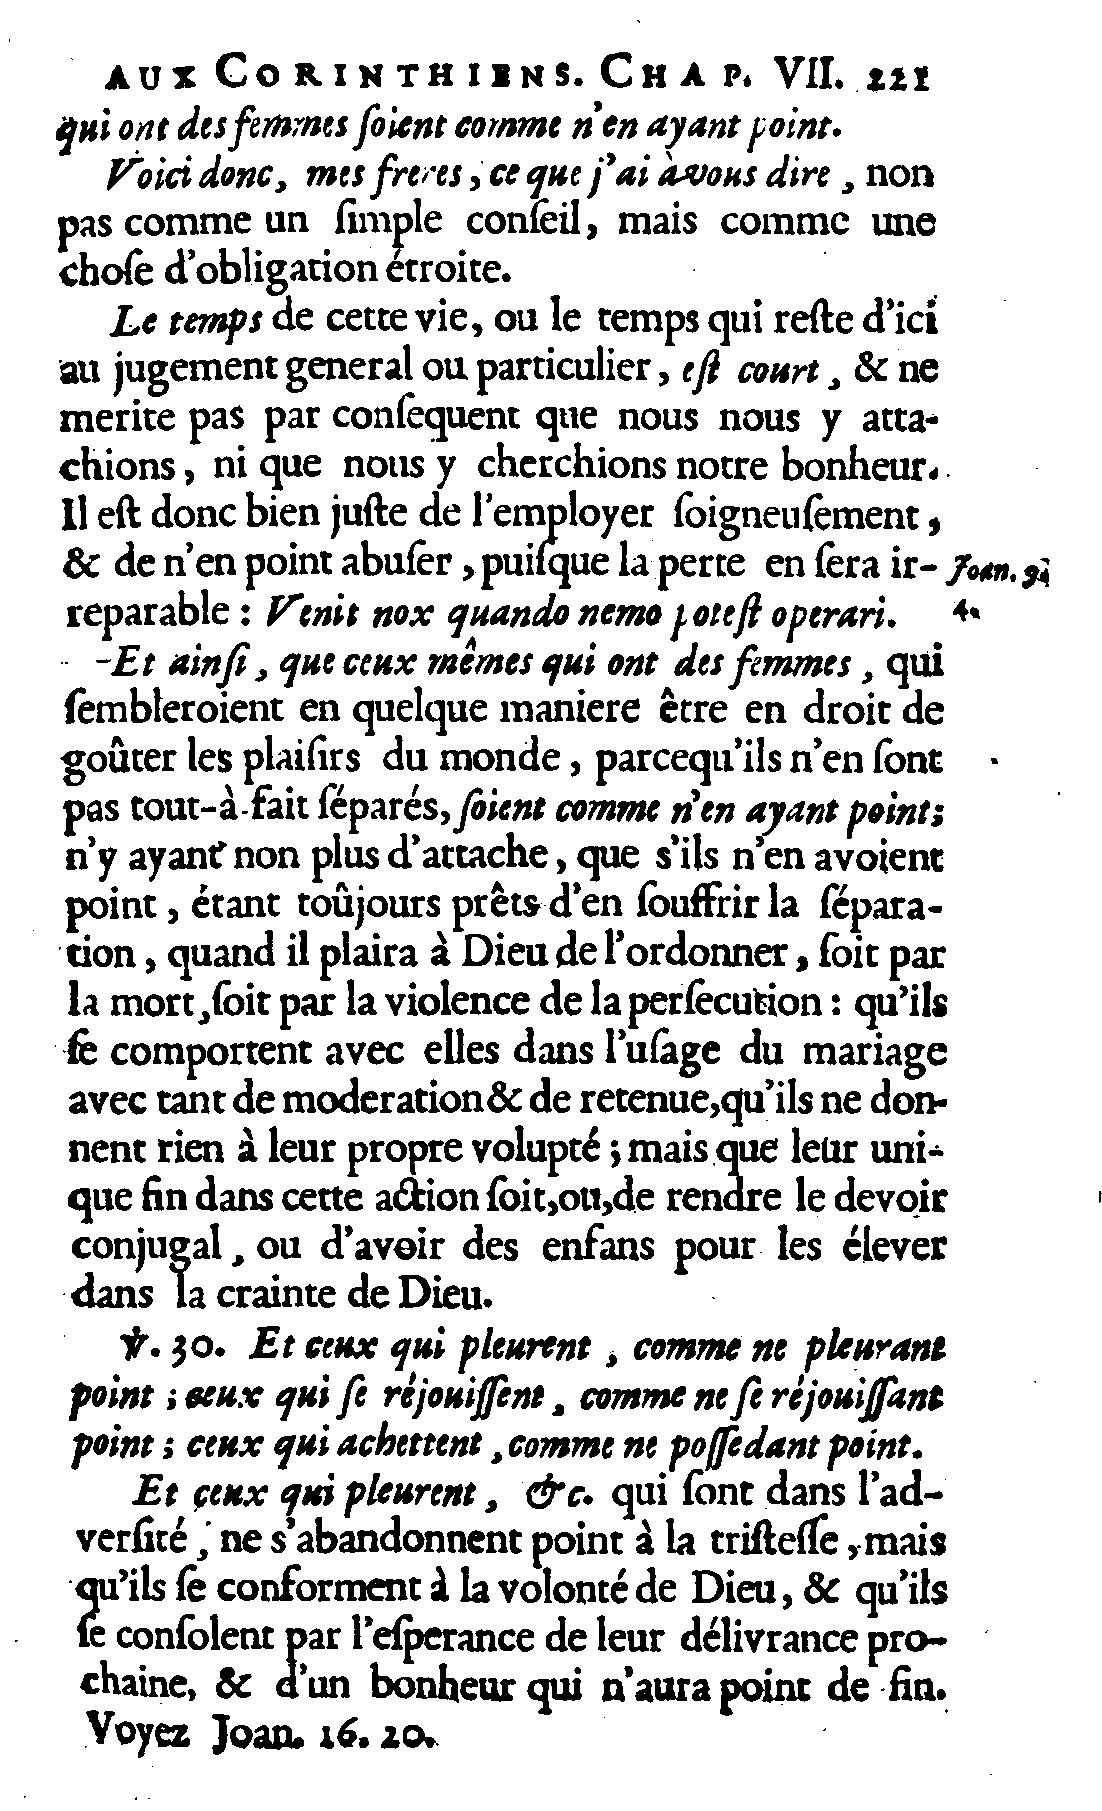 AUX CORINTHIENS. CHAP. VII. 221
qui ont des femmes ſoient comme n'en ayant point.
Voici donc, mes freres, ce que j'ai à vous dire, non
pas comme un ſimple conſeil, mais comme une
choſe d'obligation étroite.
Le temps de cette vie, ou le temps qui reſte d'ici
au jugement general ou particulier, eſt court, & ne
merite pas par conſequent que nous nous y atta-
chions, ni que nous y cherchions notre bonheur.
Il eſt donc bien juſte de l'employer ſoigneuſement,
& de n'en point abuſer, puiſque la perte en ſera ir-
Joan. 9.
reparable : Venit nox quando nemo poteſt operari.
4.
-Et ainſi, que ceux mêmes qui ont des femmes, qui
ſembleroient en quelque maniere être en droit de
goûter les plaiſirs du monde, parcequ'ils n'en ſont
pas tout-à-fait ſéparés, ſoient comme n'en ayant point;
n'y ayant non plus d'attache, que s'ils n'en avoient
point, étant toûjours prêts d'en ſouffrir la ſépara-
tion, quand il plaira à Dieu de l'ordonner, ſoit par
la mort, ſoit par la violence de la perſecution : qu'ils
ſe comportent avec elles dans l'uſage du mariage
avec tant de moderation & de retenue, qu'ils ne don-
nent rien à leur propre volupté ; mais que leur uni-
que fin dans cette action ſoit, ou, de rendre le devoir
conjugal, ou d'avoir des enfans pour les élever
dans la crainte de Dieu.
℣. 30. Et ceux qui pleurent, comme ne pleurant
point ; ceux qui ſe réjouiſſent, comme ne ſe réjouiſſant
point ; ceux qui achettent, comme ne poſſedant point.
Et ceux qui pleurent, &c. qui ſont dans l'ad-
verſité, ne s'abandonnent point à la triſteſſe, mais
qu'ils ſe conforment à la volonté de Dieu, & qu'ils
ſe conſolent par l'eſperance de leur délivrance pro-
chaine, & d'un bonheur qui n'aura point de fin.
Voyez Joan. 16. 20.